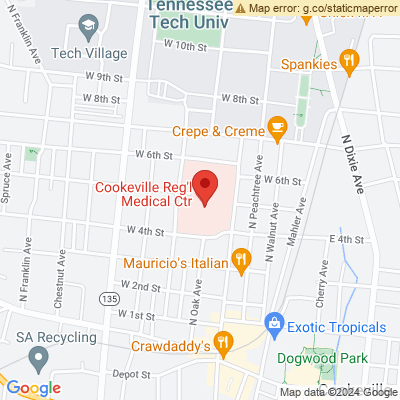 Map error: g.co/staticmaperror
Tennessee
Tech Univ
N Franklin Ave
Tech Village
W 10th St
Spankies
W 9th St
W 8th St
W 8th St
Crepe & Creme
N Dixie Ave
W 6th St
W 6th St
Spruce Ave
Cookeville Reg'l
Medical Ctr
N Peachtree Ave
N Walnut Ave
Mahler Ave
W 4th St
E 4th St
N Franklin Ave
Chestnut Ave
Mauricio's Italian
W 2nd St
135
N Oak Ave
Cherry Ave
W 1st St
Exotic Tropicals
SA Recycling
Crawdaddy's
Dogwood Park
Depot St
Google
Map data ©2024 Google